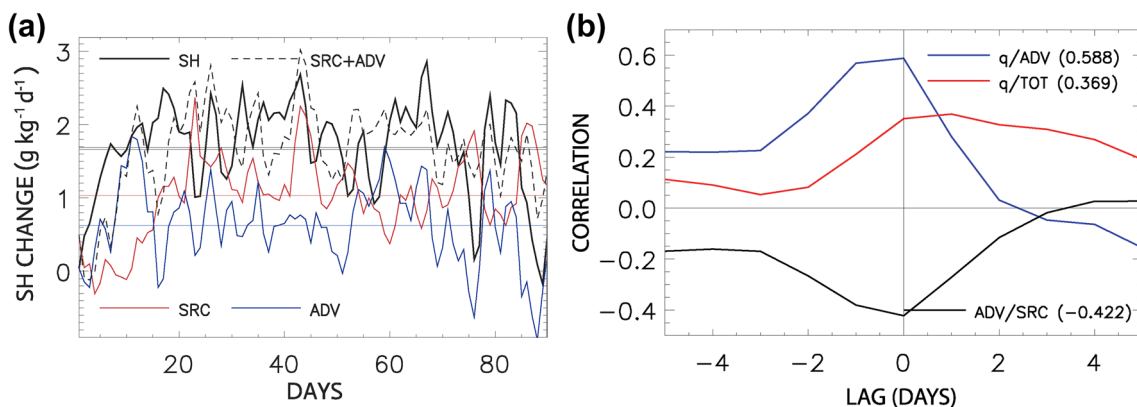 (a)
SH
SRC+ADV
3
2
1
0
SH CHANGE (g kg⁻¹ d⁻¹)
SRC
ADV
20
40
60
80
DAYS
(b)
q/ADV (0.588)
q/TOT (0.369)
0.6
0.4
0.2
0.0
−0.2
−0.4
CORRELATION
ADV/SRC (−0.422)
−4
−2
0
2
4
LAG (DAYS)